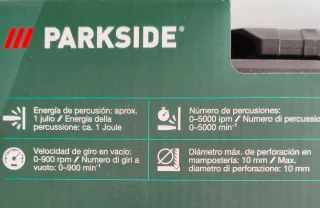 PARKSIDE®
Energía de percusión: aprox.
1 julio / Energia della
percussione: ca. 1 Joule
Número de percusiones:
0–5000 ipm / Numero di percussio
0–5000 min⁻¹
Velocidad de giro en vacío:
0-900 rpm / Numero di giri a
vuoto: 0–900 min⁻¹
Diámetro máx. de perforación en
mampostería: 10 mm / Max.
diametro di perforazione: 10 mm